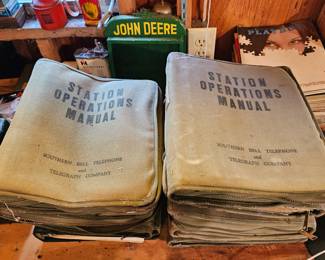 JOHN DEERE
PLAYB
STATION
OPERATIONS
MANUAL
SOUTHERN BELL TELEPHONE
and
TELEGRAPH COMPANY
STATION
OPERATIONS
MANUAL
SOUTHERN BELL TELEPHONE
and
TELEGRAPH COMPANY